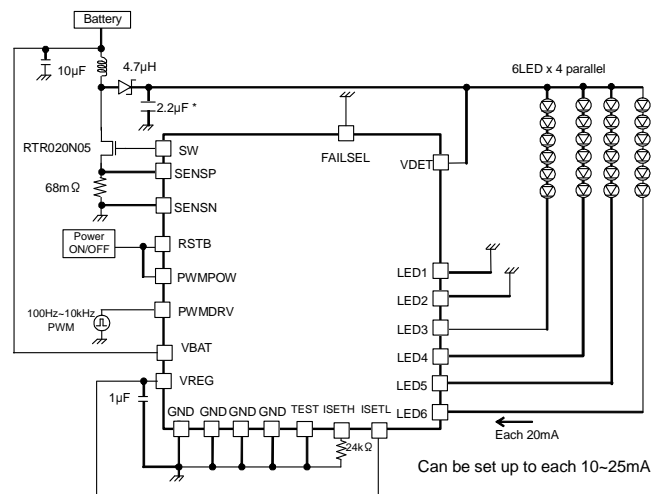 Battery
10μF
4.7μH
2.2μF *
6LED x 4 parallel
RTR020N05
SW
FAILSEL
VDET
SENSP
68mΩ
SENSN
Power
ON/OFF
RSTB
PWMPOW
LED1
LED2
100Hz~10kHz
PWM
PWMDRV
LED3
VBAT
LED4
VREG
LED5
1μF
GND
GND
GND
GND
TEST
ISETH
ISETL
LED6
24kΩ
Each 20mA
Can be set up to each 10~25mA